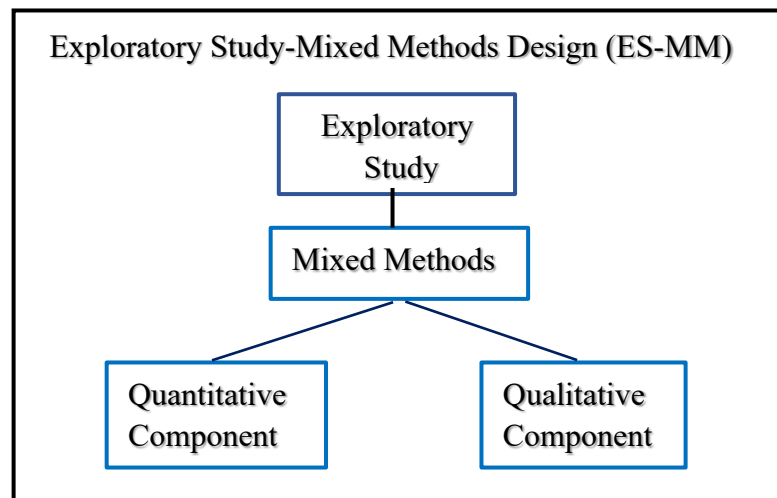 Exploratory Study-Mixed Methods Design (ES-MM)
Exploratory
Study
Mixed Methods
Quantitative
Component
Qualitative
Component